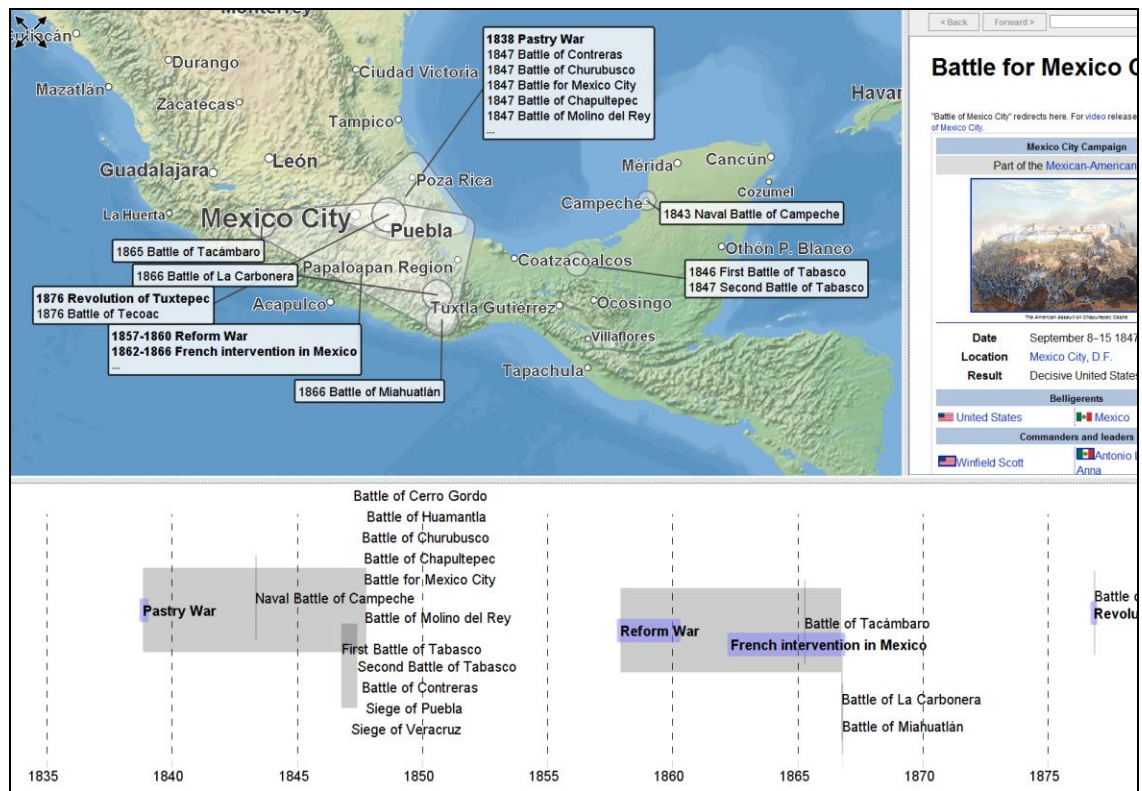 Monterrey
Culiacán
Durango
Ciudad Victoria
Mazatlán
Zacatecas
Tampico
León
Guadalajara
Poza Rica
La Huerta
Mexico City
Puebla
Papaloapan Region
Acapulco
Tuxtla Gutiérrez
Coatzacoalcos
Ocosingo
Villaflores
Tapachula
Campeche
Mérida
Cancún
Cozumel
Othón P. Blanco
Havan
1838 Pastry War
1847 Battle of Contreras
1847 Battle of Churubusco
1847 Battle for Mexico City
1847 Battle of Chapultepec
1847 Battle of Molino del Rey
...
1843 Naval Battle of Campeche
1846 First Battle of Tabasco
1847 Second Battle of Tabasco
1865 Battle of Tacámbaro
1866 Battle of La Carbonera
1876 Revolution of Tuxtepec
1876 Battle of Tecoac
1857-1860 Reform War
1862-1866 French intervention in Mexico
...
1866 Battle of Miahuatlán
< Back
Forward >
Battle for Mexico C
"Battle of Mexico City" redirects here. For video release
of Mexico City.
Mexico City Campaign
Part of the Mexican-American
The American assault on Chapultepec Castle
Date September 8–15 1847
Location Mexico City, D.F.
Result Decisive United States
Belligerents
United States Mexico
Commanders and leaders
Winfield Scott Antonio L
Anna
Battle of Cerro Gordo
Battle of Huamantla
Battle of Churubusco
Battle of Chapultepec
Battle for Mexico City
Naval Battle of Campeche
Pastry War
Battle of Molino del Rey
First Battle of Tabasco
Second Battle of Tabasco
Battle of Contreras
Siege of Puebla
Siege of Veracruz
Battle of Tacámbaro
Reform War
French intervention in Mexico
Battle of La Carbonera
Battle of Miahuatlán
Battle o
Revolu
1835 1840 1845 1850 1855 1860 1865 1870 1875